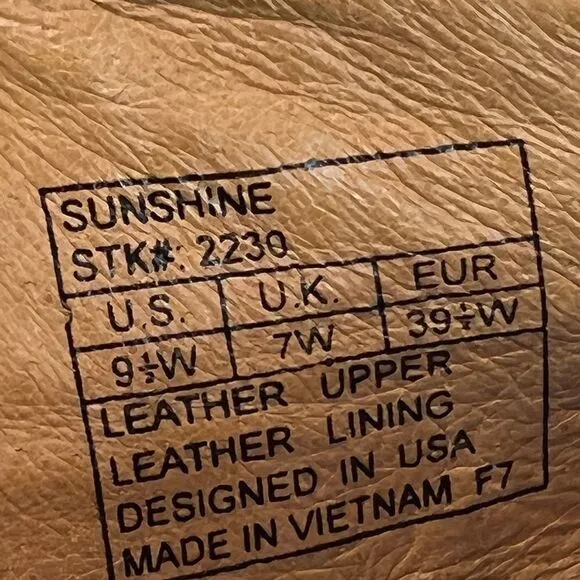 SUNSHINE
STK#: 2230
U.S. U.K. EUR
9½W 7W 39½W
LEATHER UPPER
LEATHER LINING
DESIGNED IN USA
MADE IN VIETNAM F7